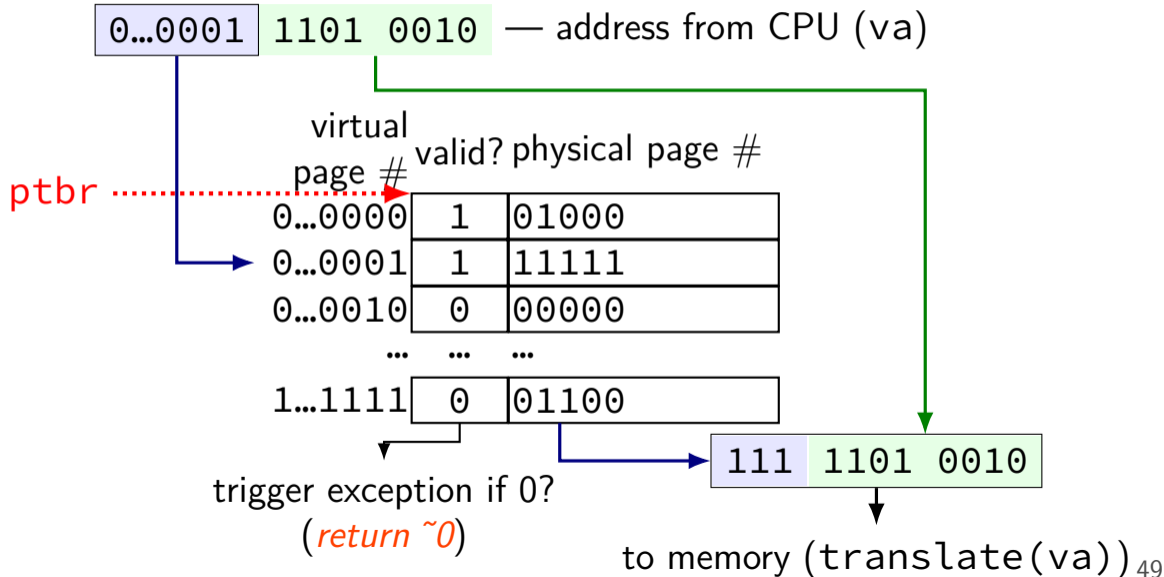 0…0001 1101 0010 — address from CPU (va)
virtual
page # valid? physical page #
ptbr
0…0000 1 01000
0…0001 1 11111
0…0010 0 00000
… … …
1…1111 0 01100
111 1101 0010
trigger exception if 0?
(return ~0)
to memory (translate(va))
49